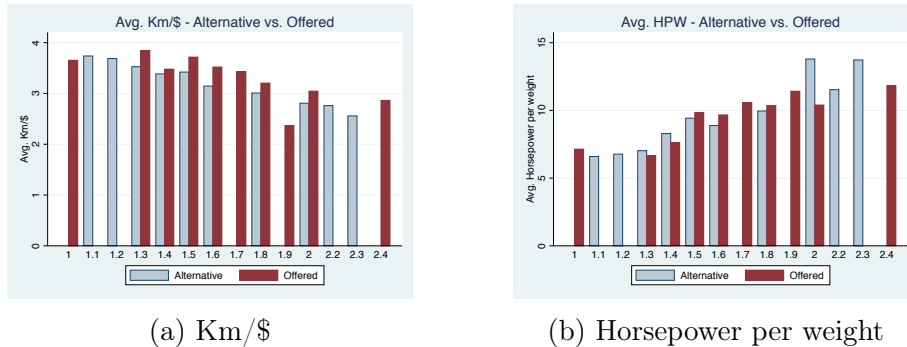 Avg. Km/$ - Alternative vs. Offered
Avg. Km/$
4
3
2
1
0
1 1.1 1.2 1.3 1.4 1.5 1.6 1.7 1.8 1.9 2 2.2 2.3 2.4
Alternative Offered
(a) Km/$
Avg. HPW - Alternative vs. Offered
Avg. Horsepower per weight
15
10
5
0
1 1.1 1.2 1.3 1.4 1.5 1.6 1.7 1.8 1.9 2 2.2 2.3 2.4
Alternative Offered
(b) Horsepower per weight